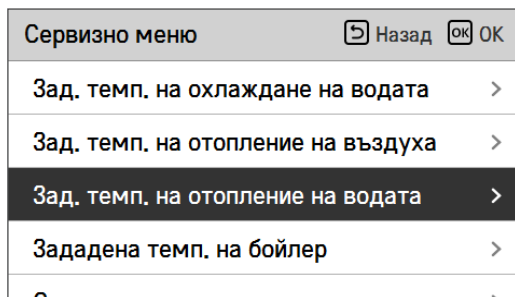 Сервизно меню Назад ок OK
Зад. темп. на охлаждане на водата
Зад. темп. на отопление на въздуха
Зад. темп. на отопление на водата
Зададена темп. на бойлер